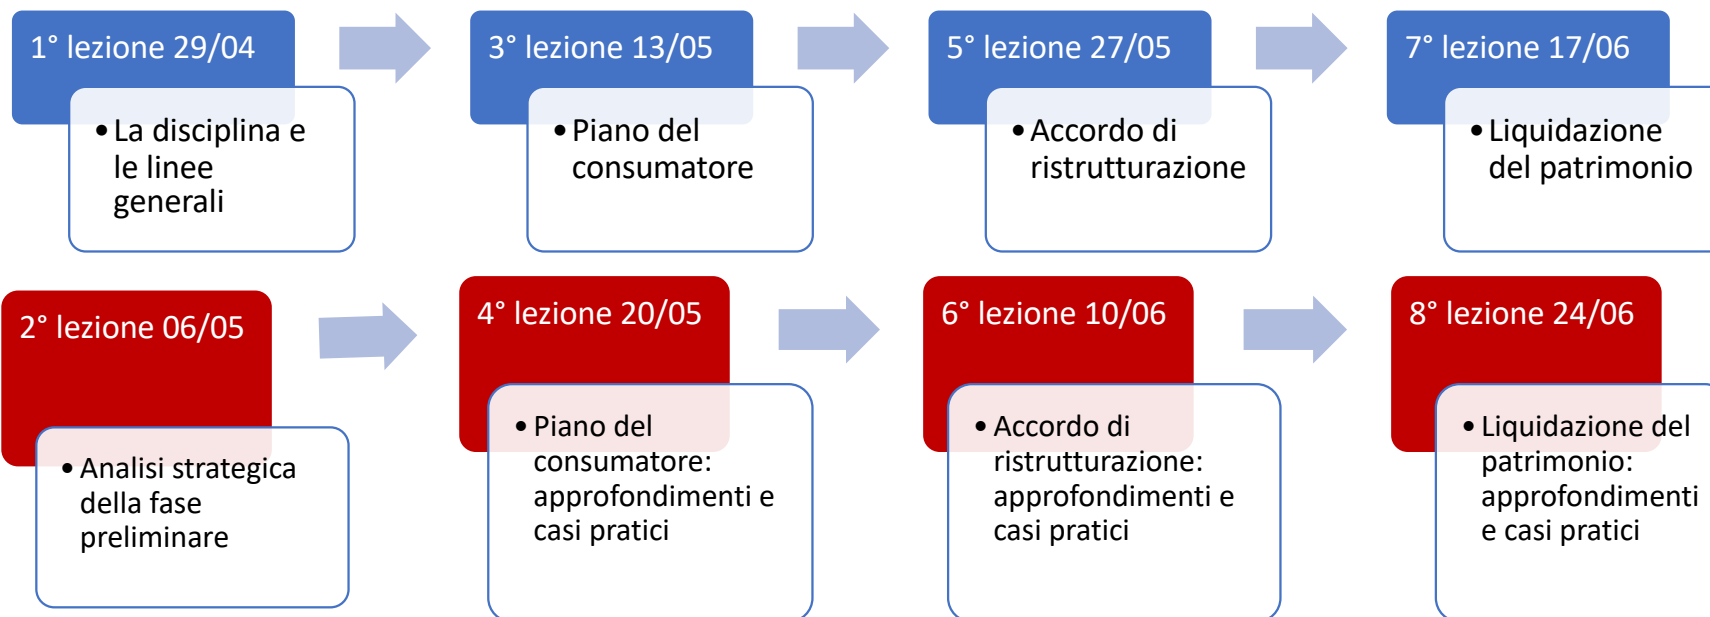 1° lezione 29/04
• La disciplina e
le linee
generali
3° lezione 13/05
• Piano del
consumatore
5° lezione 27/05
• Accordo di
ristrutturazione
7° lezione 17/06
• Liquidazione
del patrimonio
2° lezione 06/05
• Analisi strategica
della fase
preliminare
4° lezione 20/05
• Piano del
consumatore:
approfondimenti e
casi pratici
6° lezione 10/06
• Accordo di
ristrutturazione:
approfondimenti e
casi pratici
8° lezione 24/06
• Liquidazione del
patrimonio:
approfondimenti
e casi pratici